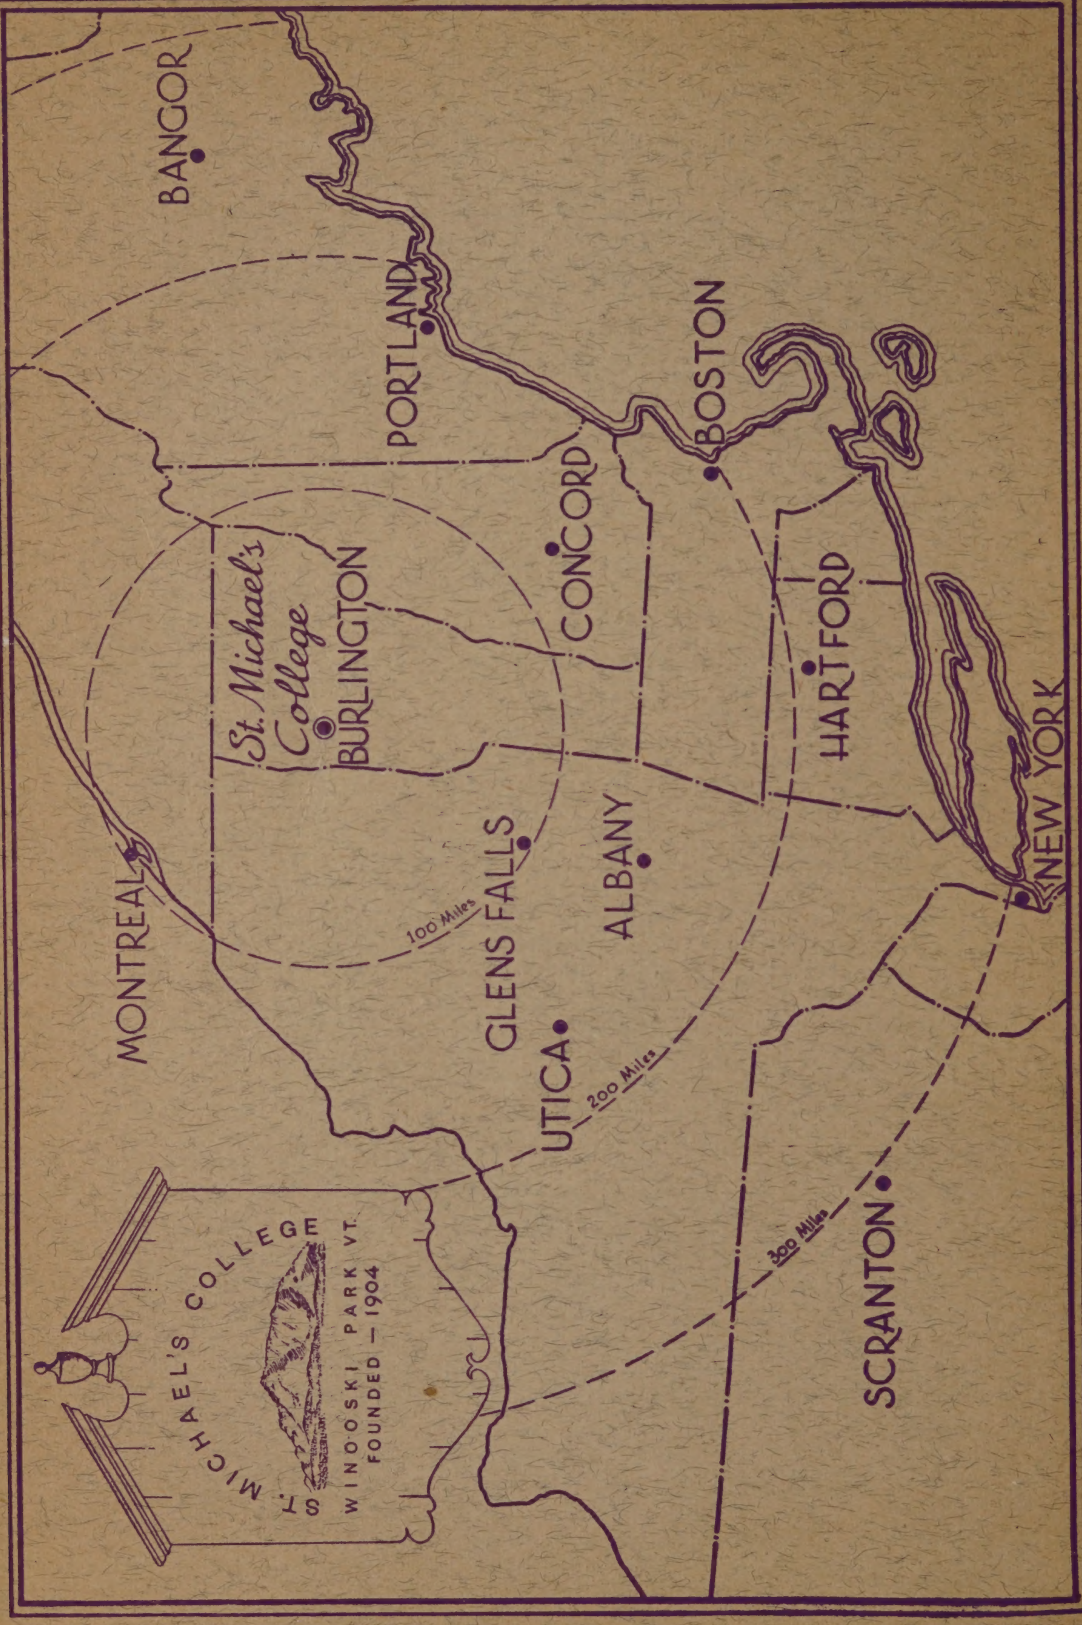 ST. MICHAEL'S COLLEGE
WINOOSKI PARK VT.
FOUNDED — 1904
MONTREAL
BANGOR
St. Michael's
College
BURLINGTON
PORTLAND
100 Miles
GLENS FALLS
CONCORD
UTICA
200 Miles
ALBANY
BOSTON
300 Miles
HARTFORD
SCRANTON
NEW YORK